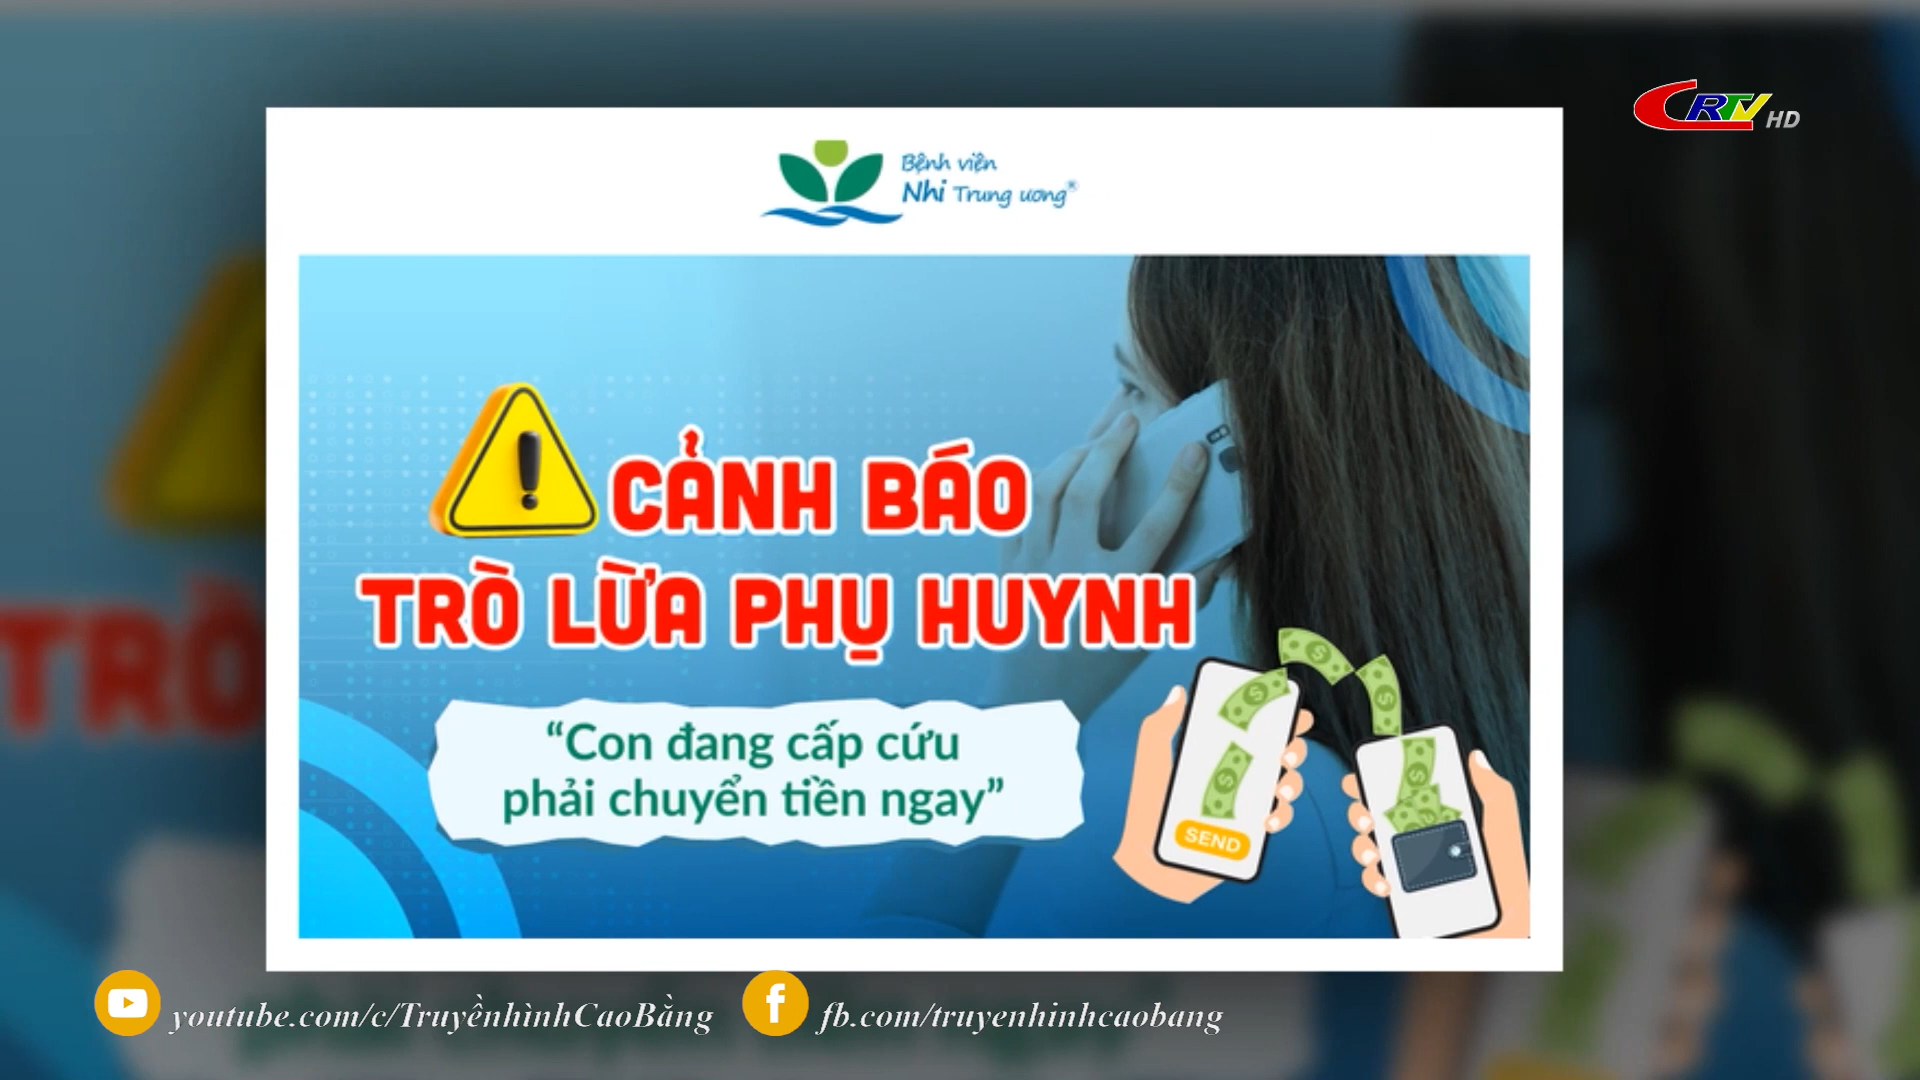 CRTV HD
Bệnh viện
Nhi Trung ương®
CẢNH BÁO
TRÒ LỪA PHỤ HUYNH
“Con đang cấp cứu
phải chuyển tiền ngay”
SEND
youtube.com/c/TruyềnhìnhCaoBằng
fb.com/truyenhinhcaobang
TRÒ